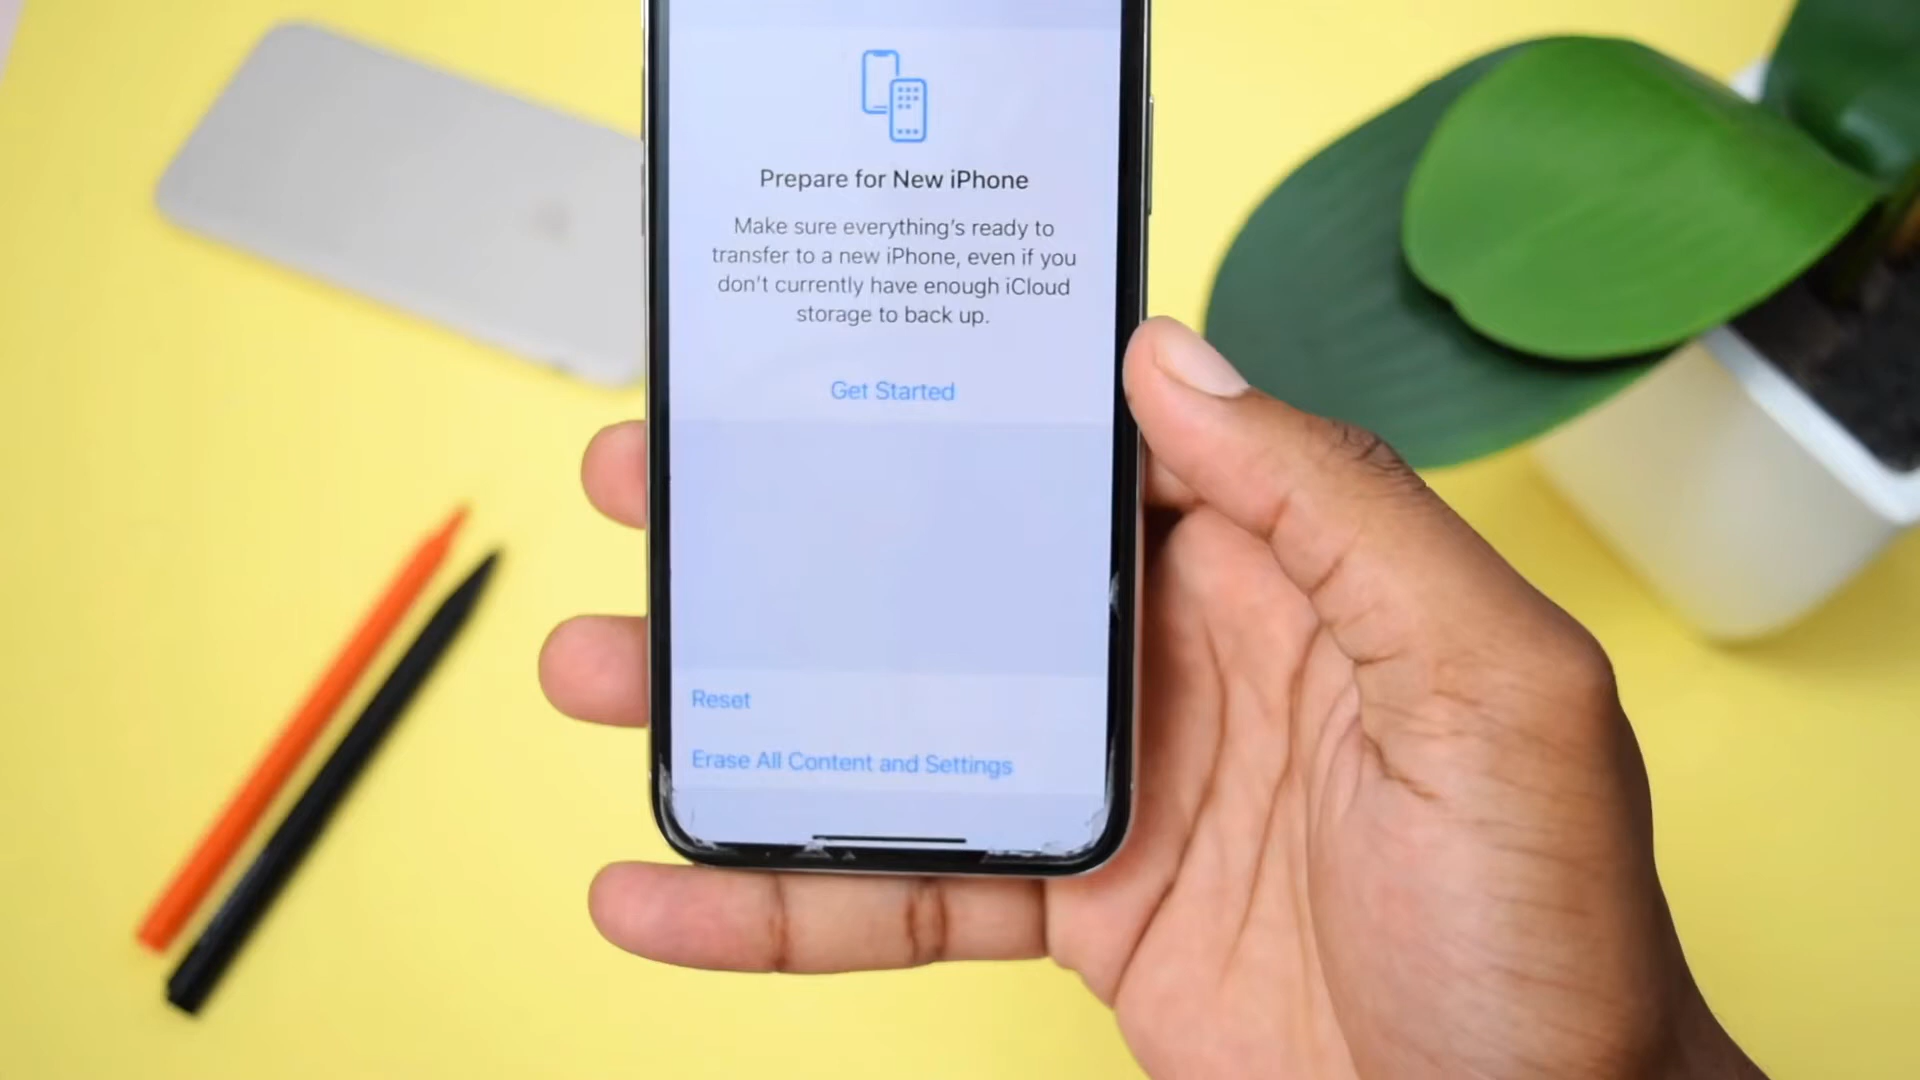 Prepare for New iPhone
Make sure everything's ready to
transfer to a new iPhone, even if you
don't currently have enough iCloud
storage to back up.
Get Started
Reset
Erase All Content and Settings